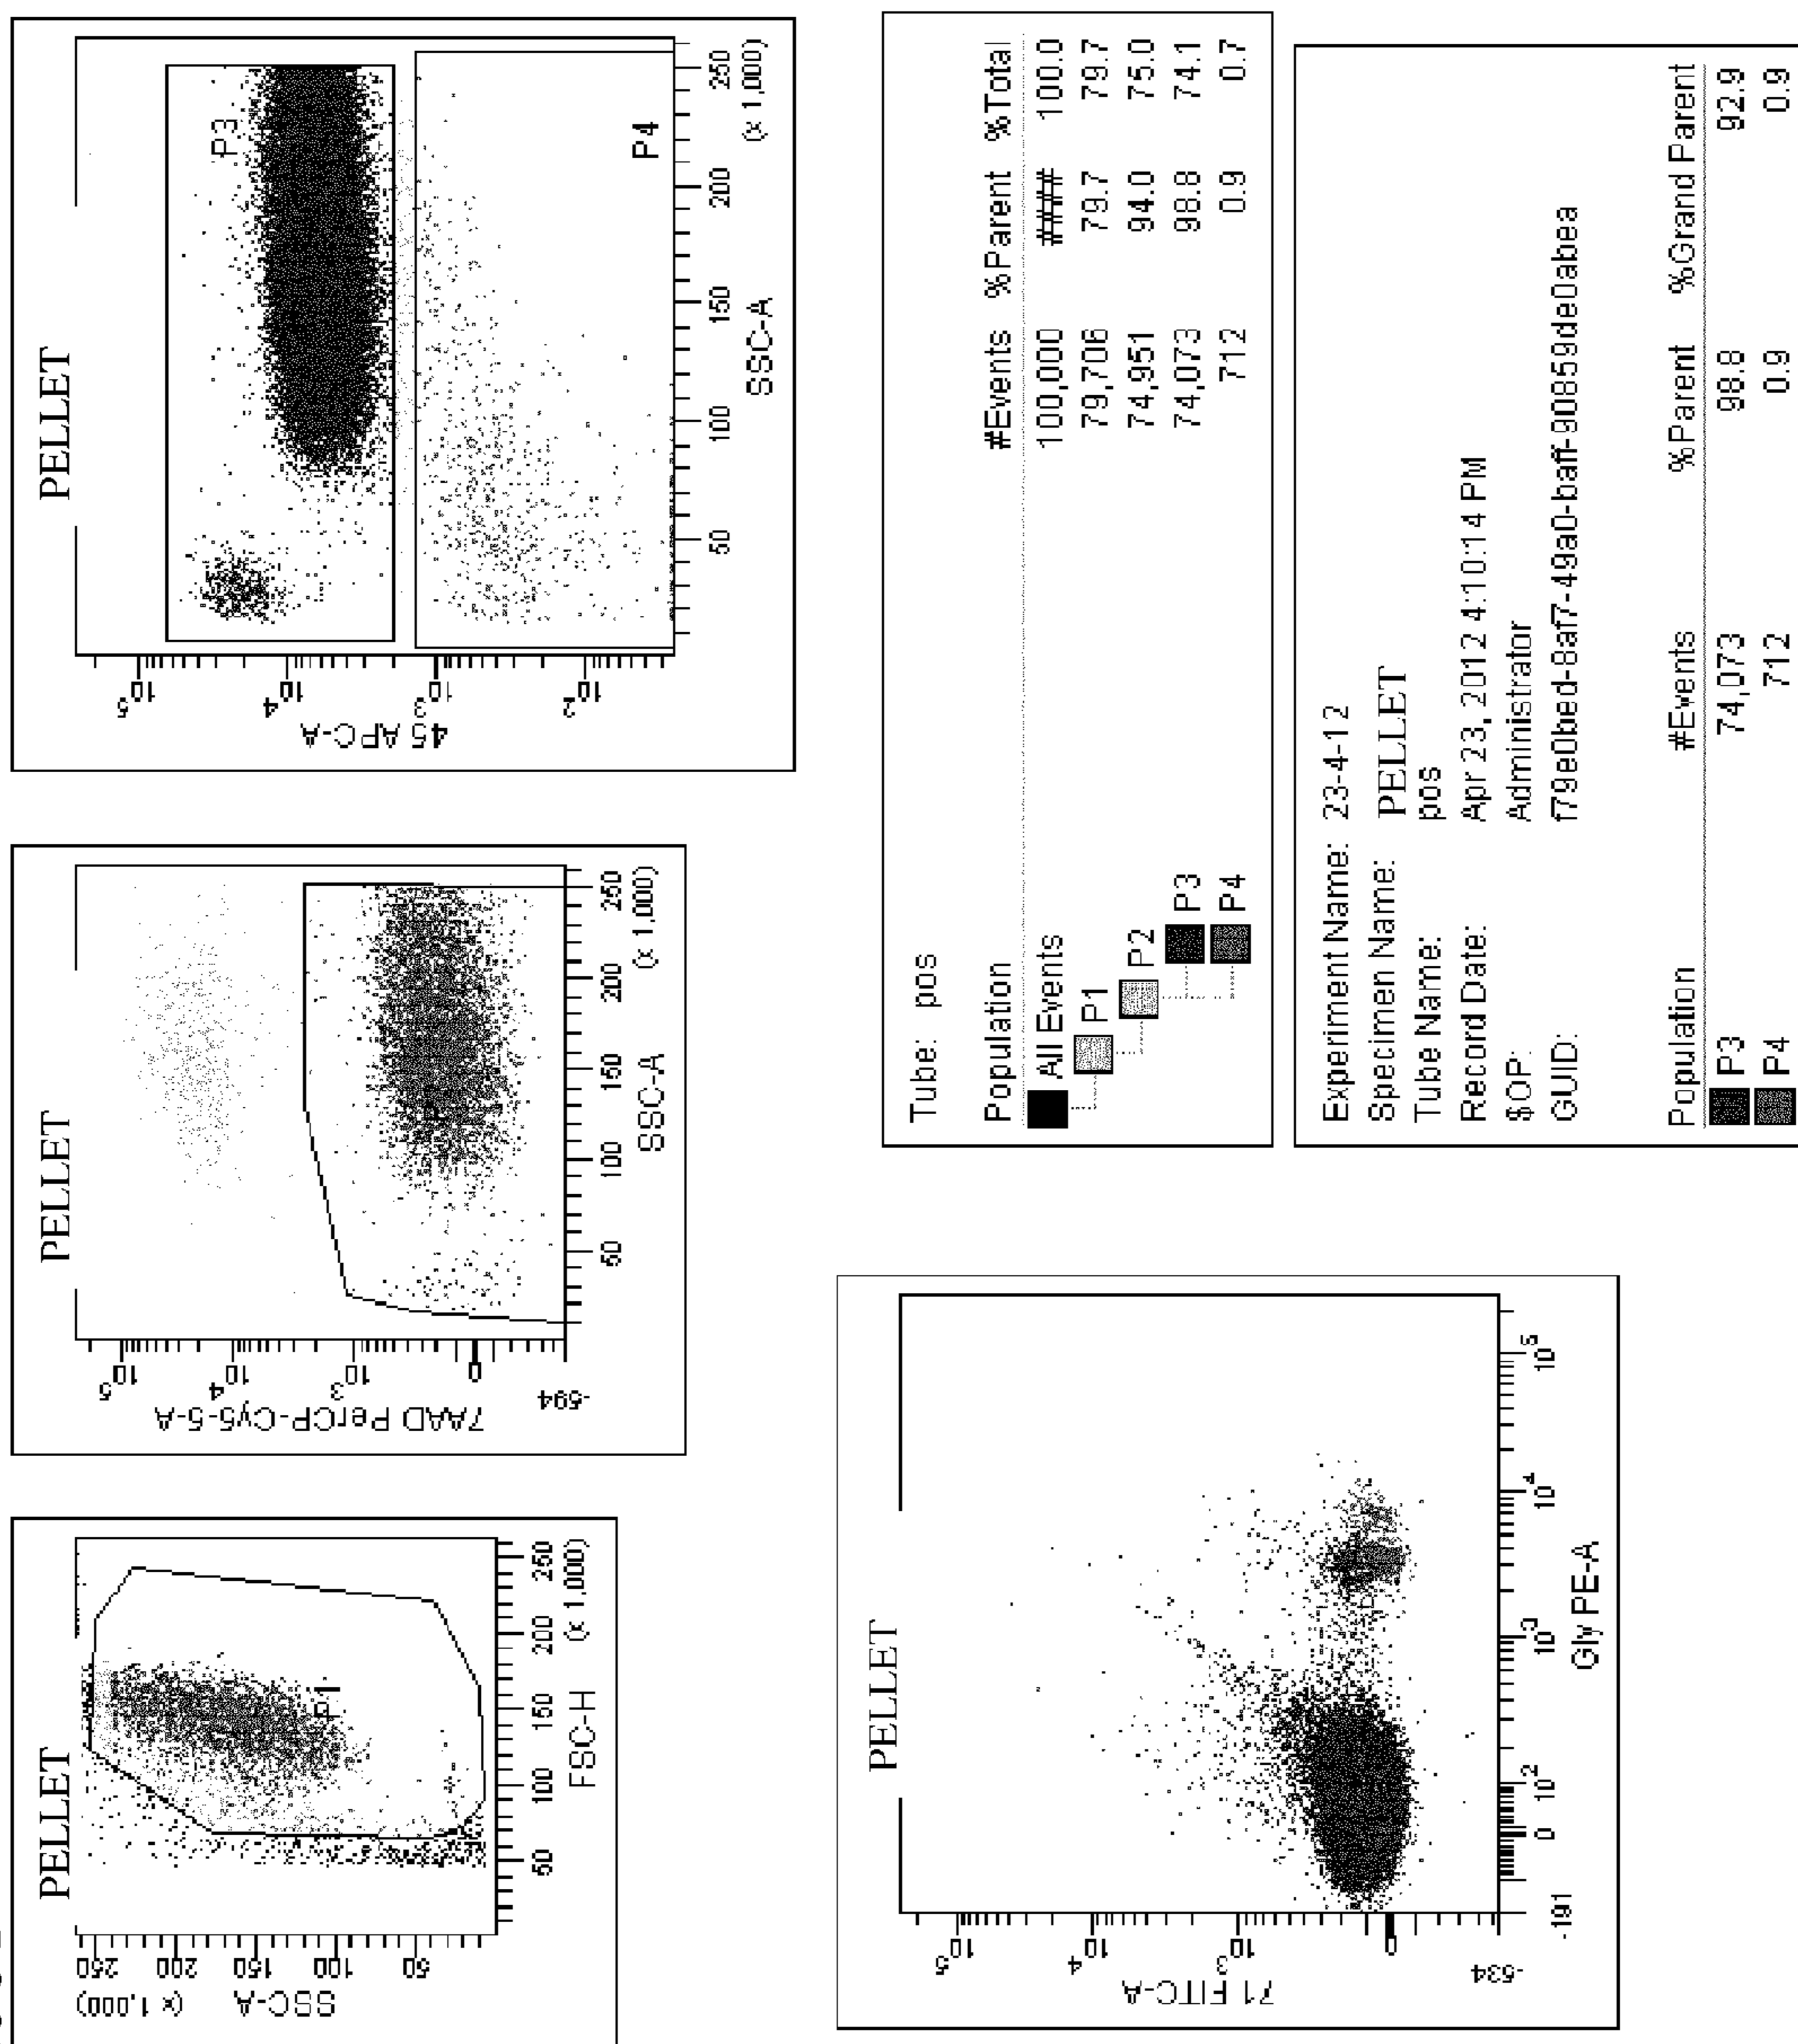 PELLET
SSC-A
(x 1,000)
250
200
150
100
50
P1
50
100
150
200
250
(x 1,000)
FSC-H
PELLET
7AAD PerCP-Cy5-5-A
10^5
10^4
10^3
0
-594
50
100
150
200
250
(x 1,000)
SSC-A
PELLET
45 APC-A
10^5
10^4
10^3
10^2
P3
P4
50
100
150
200
250
(x 1,000)
SSC-A
PELLET
71 FITC-A
10^5
10^4
10^3
0
-534
-191
0
10^2
10^3
10^4
10^5
Gly PE-A
Tube: pos
Population #Events %Parent %Total
All Events 100,000 #### 100.0
P1 79,706 79.7 79.7
P2 74,951 94.0 75.0
P3 74,073 98.8 74.1
P4 712 0.9 0.7
Experiment Name: 23-4-12
Specimen Name: PELLET
Tube Name: pos
Record Date: Apr 23, 2012 4:10:14 PM
$OP: Administrator
GUID: f79e0bed-8af7-49a0-baff-90859de0abea
Population #Events %Parent %Grand Parent
P3 74,073 98.8 92.9
P4 712 0.9 0.9